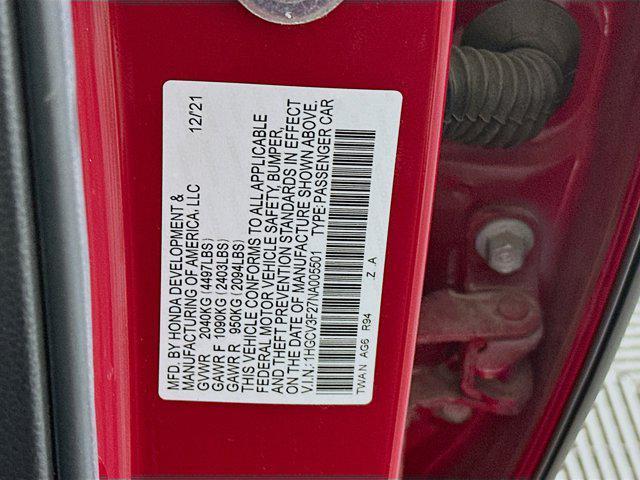 MFD. BY HONDA DEVELOPMENT &
MANUFACTURING OF AMERICA, LLC 12/21
GVWR 2040KG (4497LBS)
GAWR F 1090KG (2403LBS)
GAWR R 950KG (2094LBS)
THIS VEHICLE CONFORMS TO ALL APPLICABLE
FEDERAL MOTOR VEHICLE SAFETY, BUMPER,
AND THEFT PREVENTION STANDARDS IN EFFECT
ON THE DATE OF MANUFACTURE SHOWN ABOVE.
V.I.N.: 1HGCV3F27NA005501 TYPE:PASSENGER CAR
TWAN AG6 R94 Z A